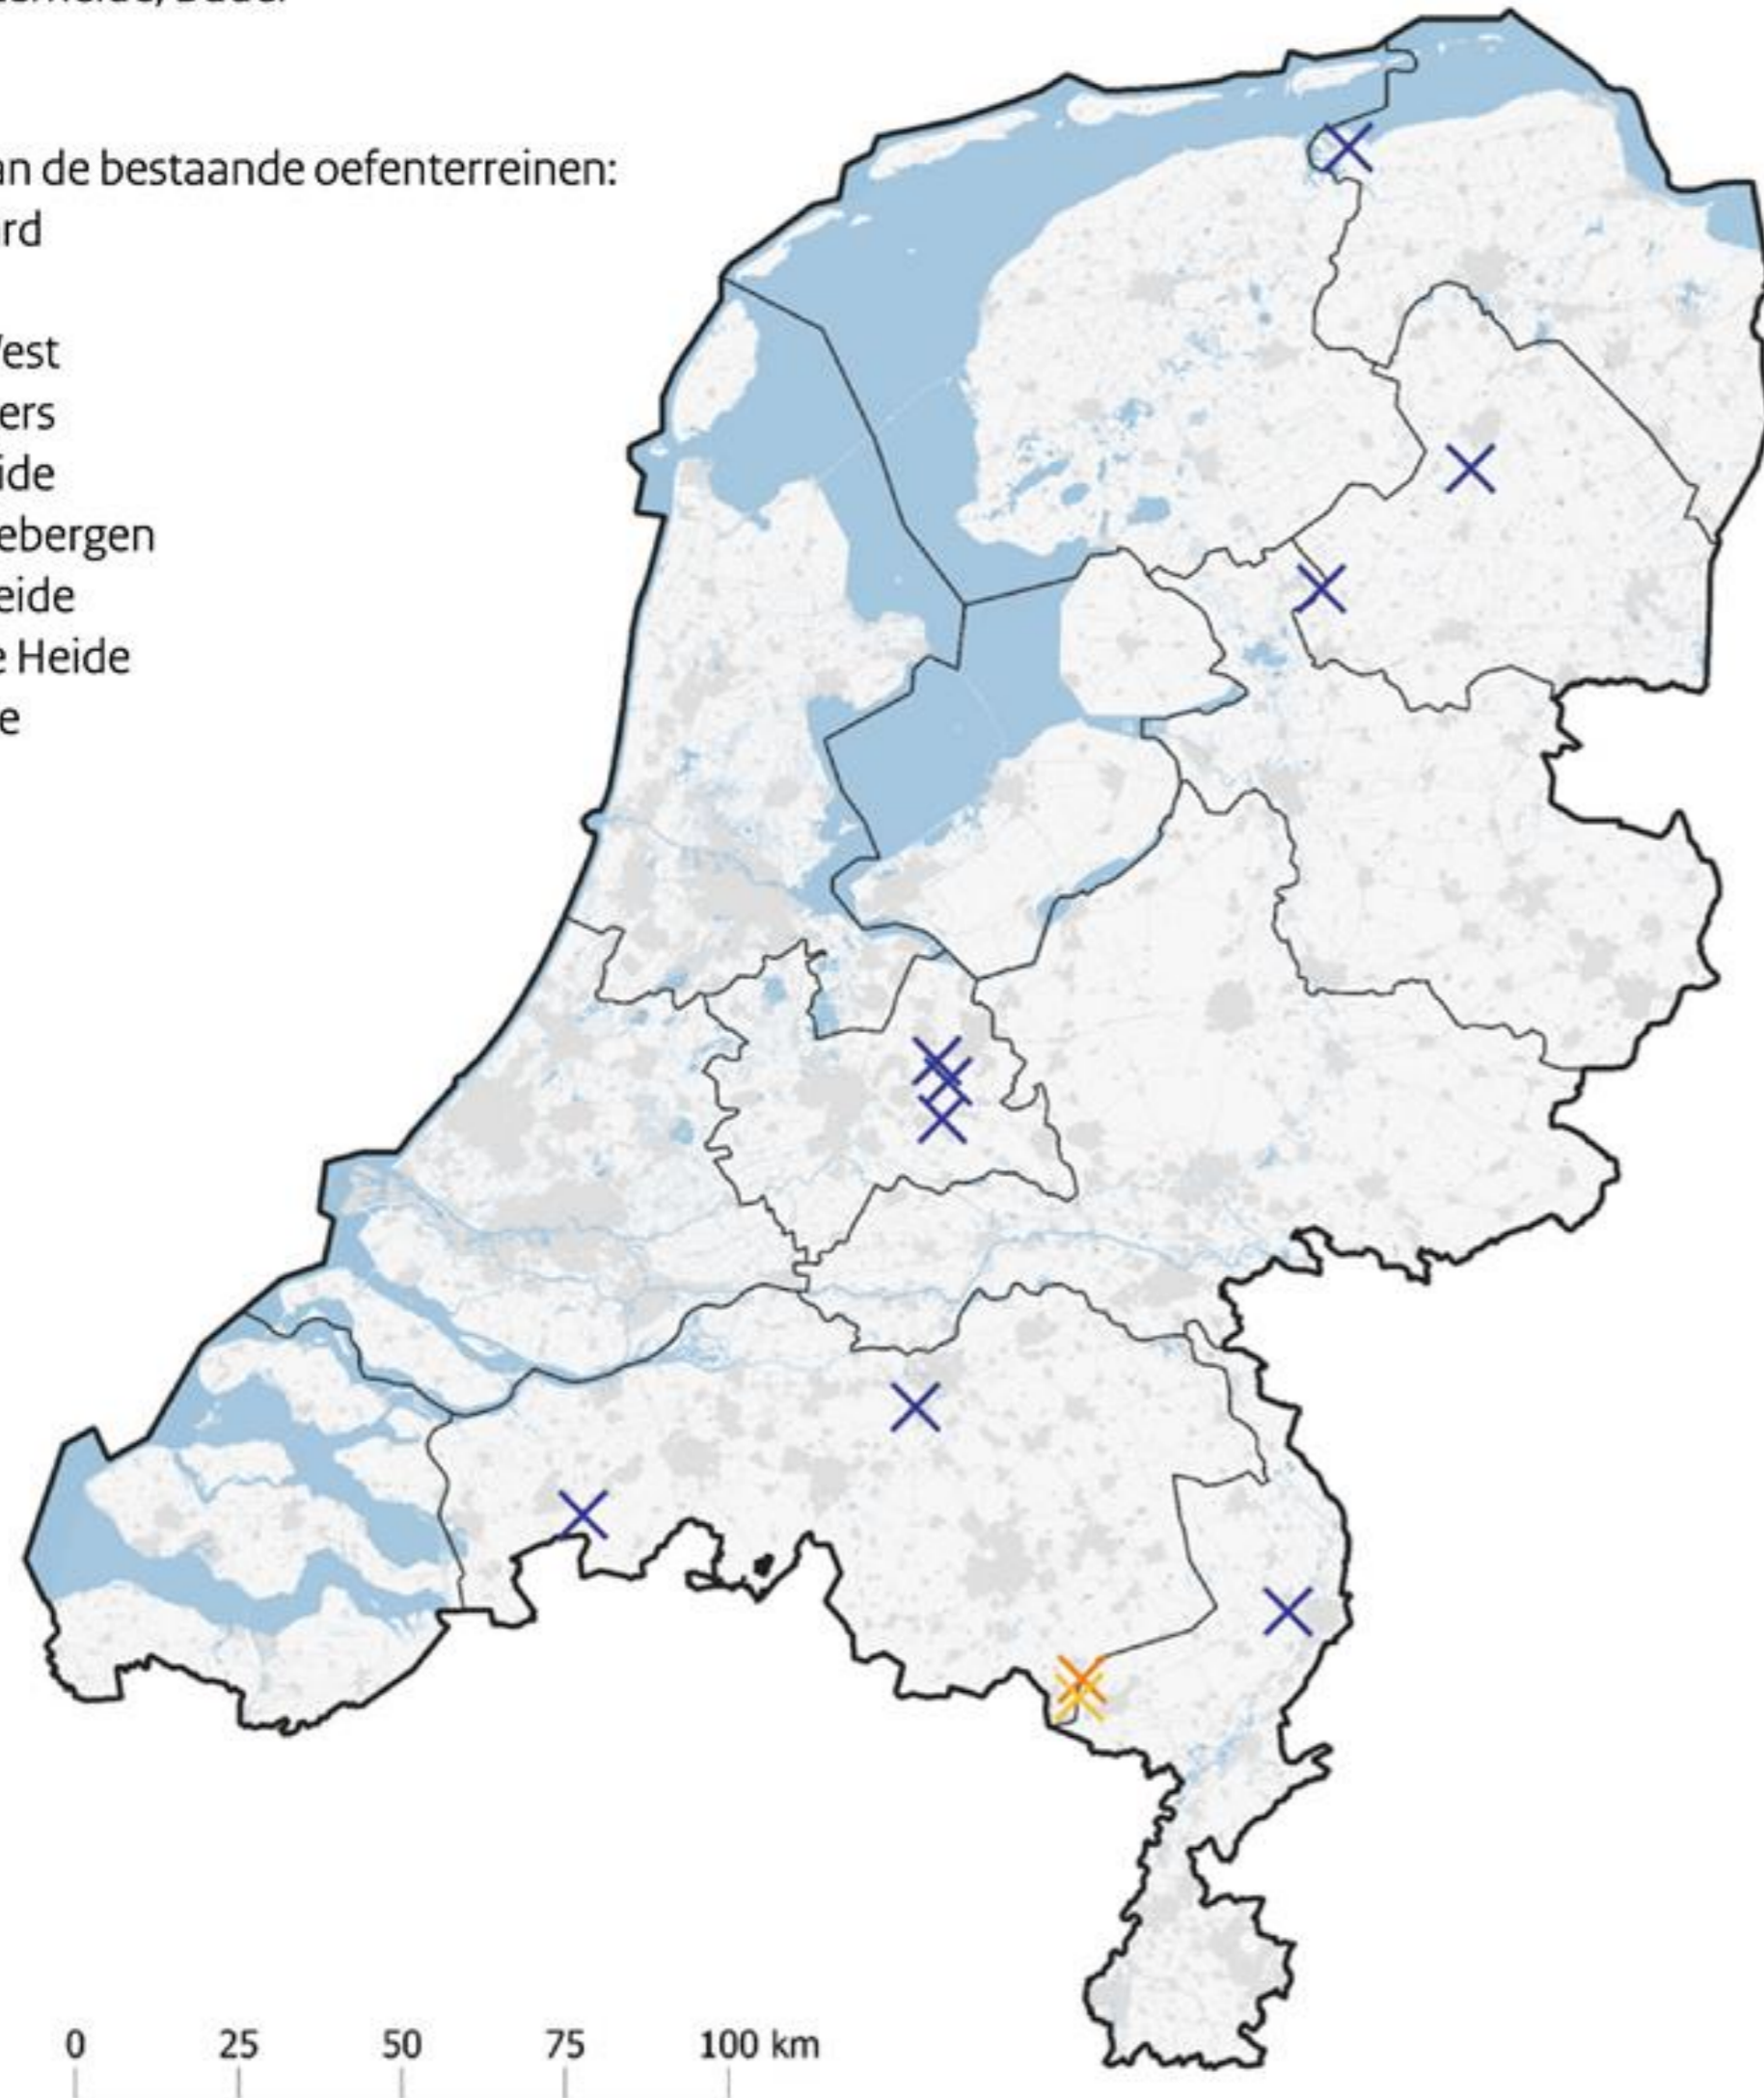 an de bestaande oefenterreinen:
rd
est
ers
ide
ebergen
eide
e Heide
e
0 25 50 75 100 km